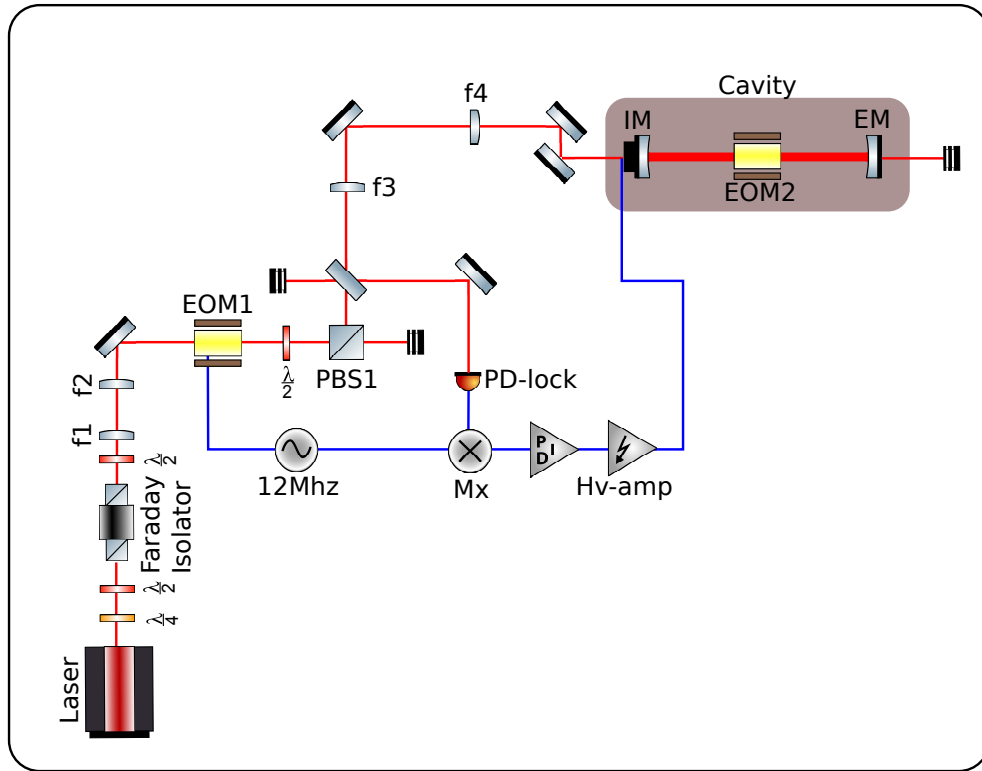 Cavity
f4
IM
EM
EOM2
f3
EOM1
λ/2
PBS1
PD-lock
f2
f1
λ/2
12Mhz
Mx
P I D
Hv-amp
Faraday
Isolator
λ/2
λ/4
Laser